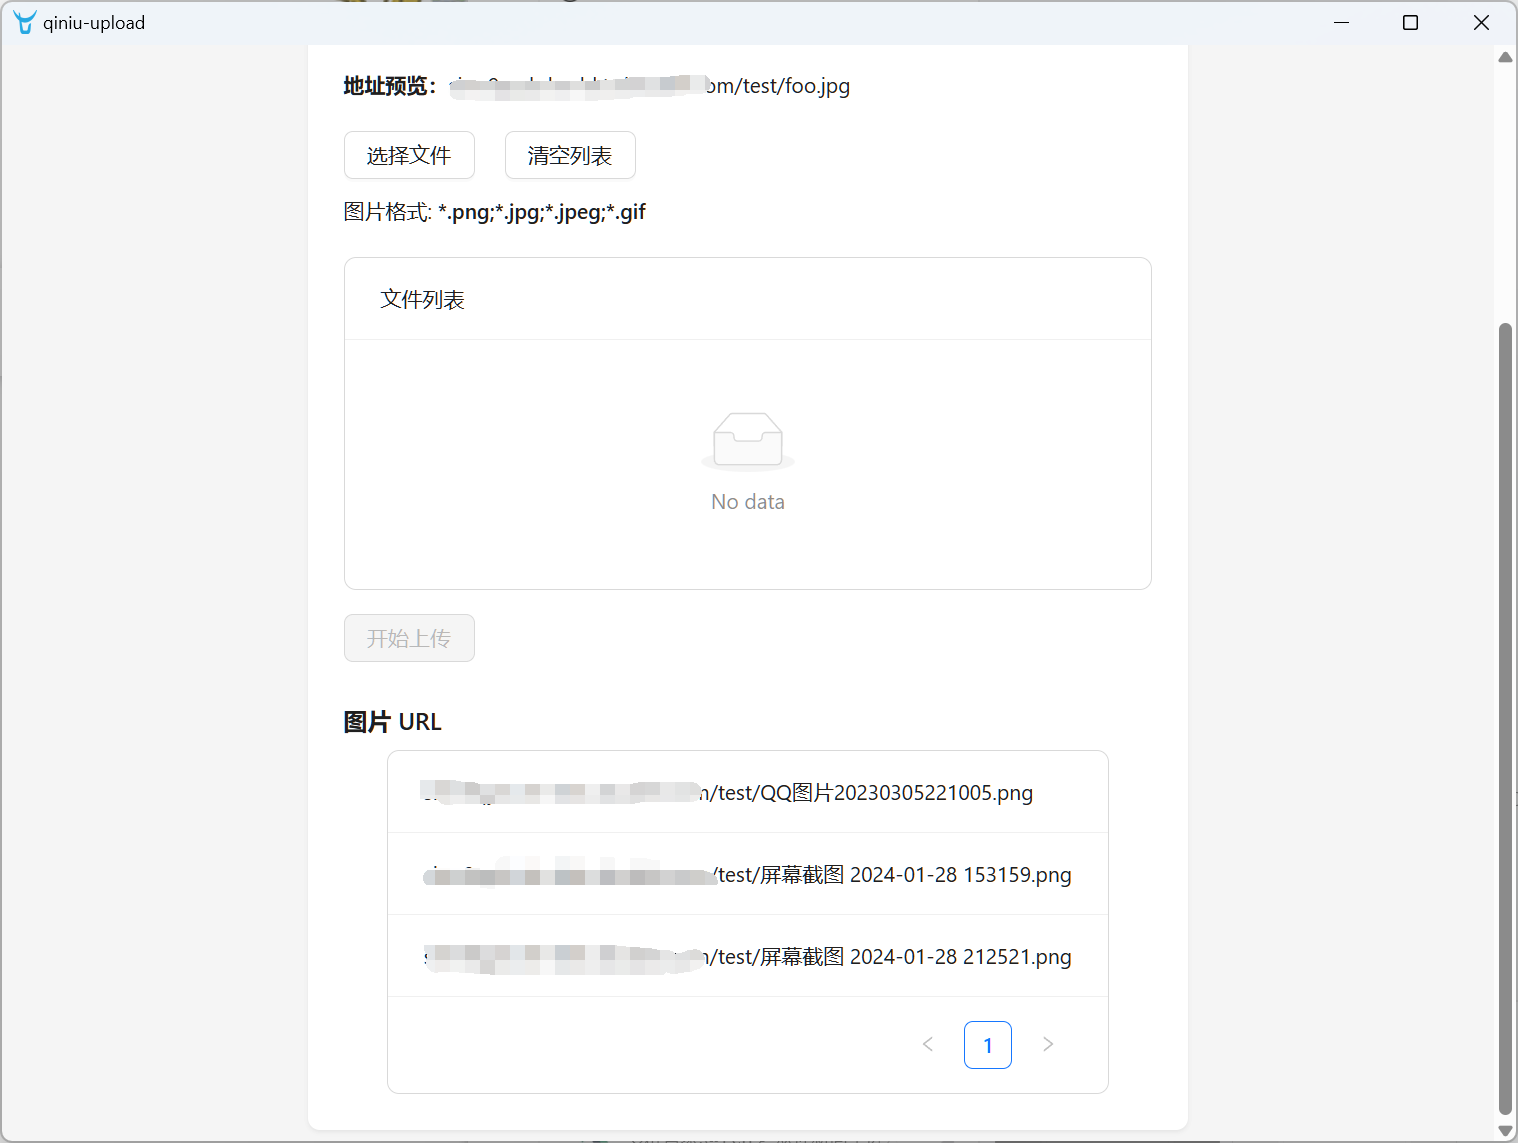 qiniu-upload
地址预览：om/test/foo.jpg
选择文件 清空列表
图片格式: *.png;*.jpg;*.jpeg;*.gif
文件列表
No data
开始上传
图片 URL
/test/QQ图片20230305221005.png
/test/屏幕截图 2024-01-28 153159.png
/test/屏幕截图 2024-01-28 212521.png
1